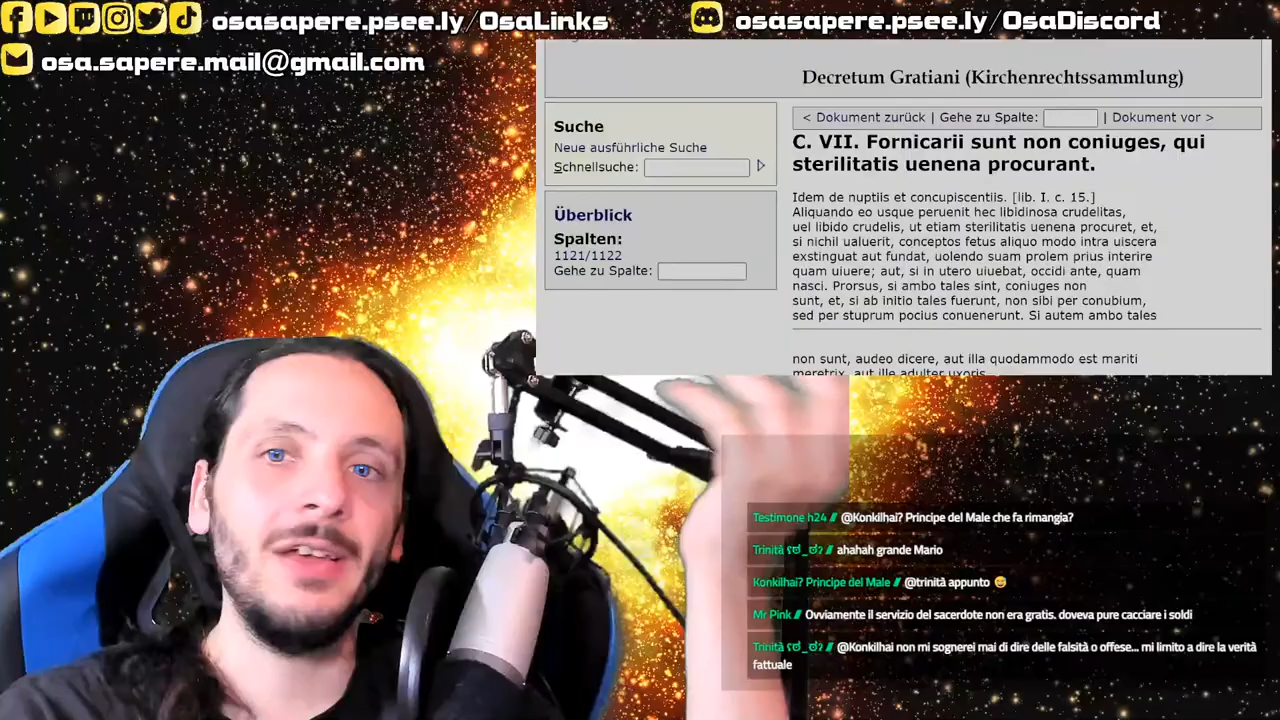 osasapere.psee.ly/OsaLinks
osasapere.psee.ly/OsaDiscord
osa.sapere.mail@gmail.com
Decretum Gratiani (Kirchenrechtssammlung)
Suche
Neue ausführliche Suche
Schnellsuche:
Überblick
Spalten:
1121/1122
Gehe zu Spalte:
< Dokument zurück | Gehe zu Spalte: | Dokument vor >
C. VII. Fornicarii sunt non coniuges, qui
sterilitatis uenena procurant.
Idem de nuptiis et concupiscentiis. [lib. I. c. 15.]
Aliquando eo usque peruenit hec libidinosa crudelitas,
uel libido crudelis, ut etiam sterilitatis uenena procuret, et,
si nichil ualuerit, conceptos fetus aliquo modo intra uiscera
exstinguat aut fundat, uolendo suam prolem prius interire
quam uiuere; aut, si in utero uiuebat, occidi ante, quam
nasci. Prorsus, si ambo tales sint, coniuges non
sunt, et, si ab initio tales fuerunt, non sibi per conubium,
sed per stuprum pocius conuenerunt. Si autem ambo tales
non sunt, audeo dicere, aut illa quodammodo est mariti
meretrix, aut ille adulter uxoris.
Testimone h24 // @Konkilhai? Principe del Male che fa rimangia?
Trinità ʕಠ_ಠʔ // ahahah grande Mario
Konkilhai? Principe del Male // @trinità appunto 😅
Mr Pink // Ovviamente il servizio del sacerdote non era gratis. doveva pure cacciare i soldi
Trinità ʕಠ_ಠʔ // @Konkilhai non mi sognerei mai di dire delle falsità o offese... mi limito a dire la verità
fattuale